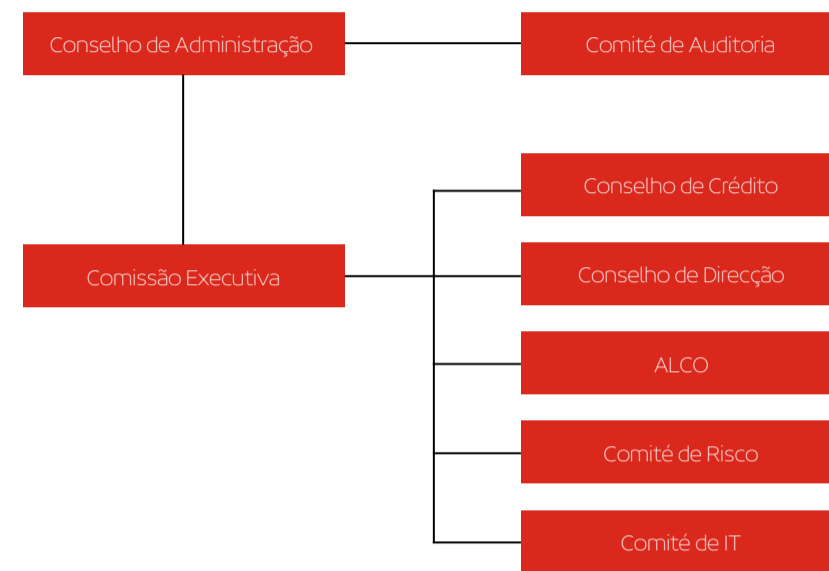 Conselho de Administração
Comité de Auditoria
Conselho de Crédito
Comissão Executiva
Conselho de Direcção
ALCO
Comité de Risco
Comité de IT